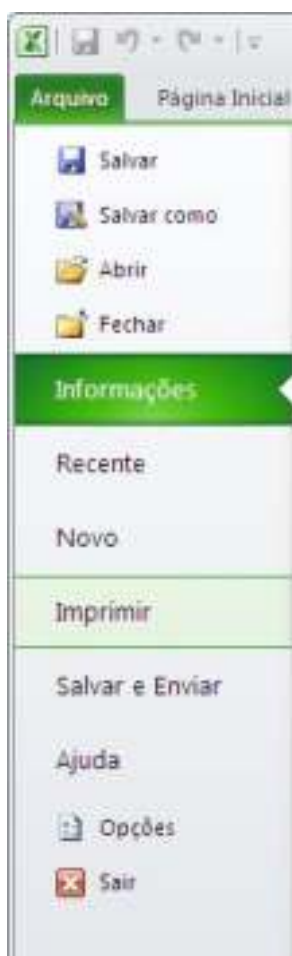 Arquivo Página Inicial
Salvar
Salvar como
Abrir
Fechar
Informações
Recente
Novo
Imprimir
Salvar e Enviar
Ajuda
Opções
Sair